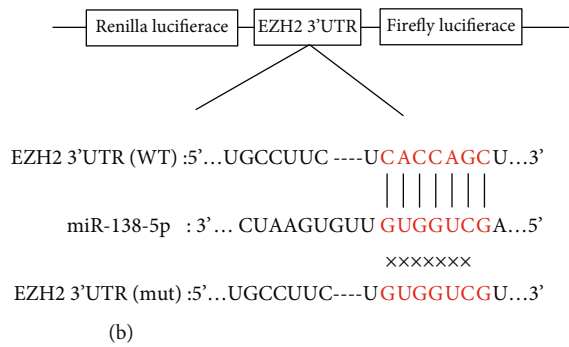 Renilla lucifierace EZH2 3'UTR Firefly lucifierace
EZH2 3'UTR (WT) :5'…UGCCUUC ----UCACCAGCU…3'
miR-138-5p : 3'… CUAAGUGUU GUGGUCGA…5'
×××××××
EZH2 3'UTR (mut) :5'…UGCCUUC----UGUGGUCGU…3'
(b)